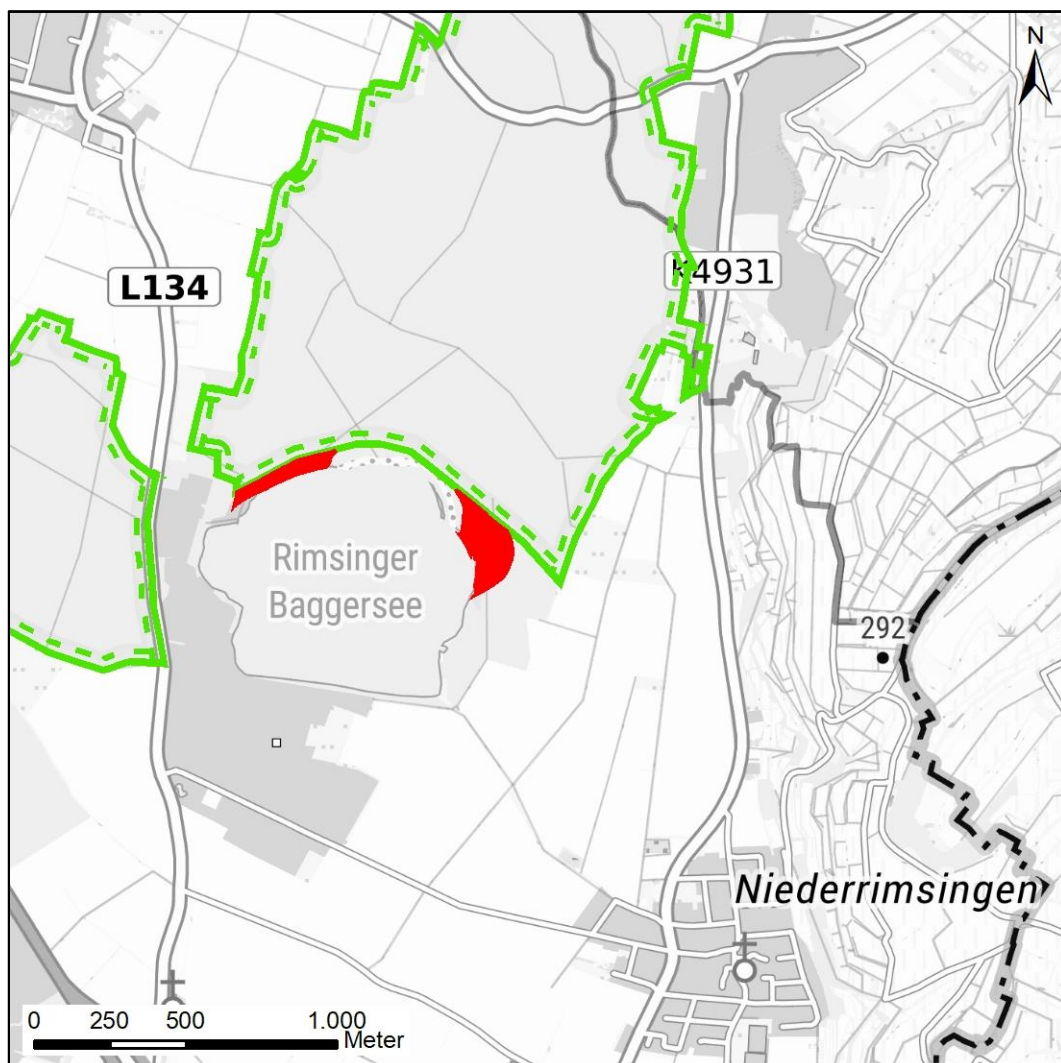 N
L134
K4931
Rimsinger
Baggersee
292
Niederrimsingen
0 250 500 1.000
Meter